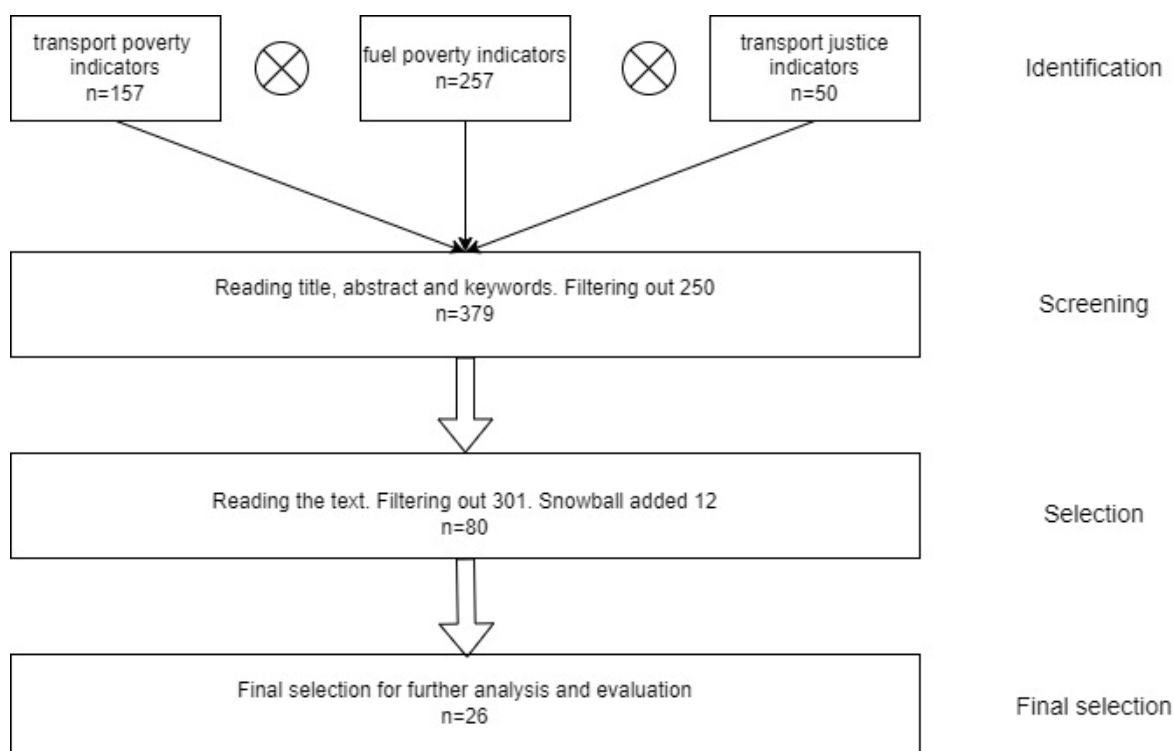 transport poverty
indicators
n=157
fuel poverty indicators
n=257
transport justice
indicators
n=50
Identification
Reading title, abstract and keywords. Filtering out 250
n=379
Screening
Reading the text. Filtering out 301. Snowball added 12
n=80
Selection
Final selection for further analysis and evaluation
n=26
Final selection